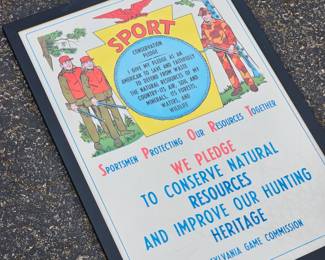 SPORT
CONSERVATION
PLEDGE
I GIVE MY PLEDGE AS AN
AMERICAN TO SAVE AND FAITHFULLY
TO DEFEND FROM WASTE
THE NATURAL RESOURCES OF MY
COUNTRY-ITS AIR, SOIL AND
MINERALS, ITS FORESTS,
WATERS, AND
WILDLIFE
SPORTSMEN PROTECTING OUR RESOURCES TOGETHER
WE PLEDGE
TO CONSERVE NATURAL
RESOURCES
AND IMPROVE OUR HUNTING
HERITAGE
SYLVANIA GAME COMMISSION